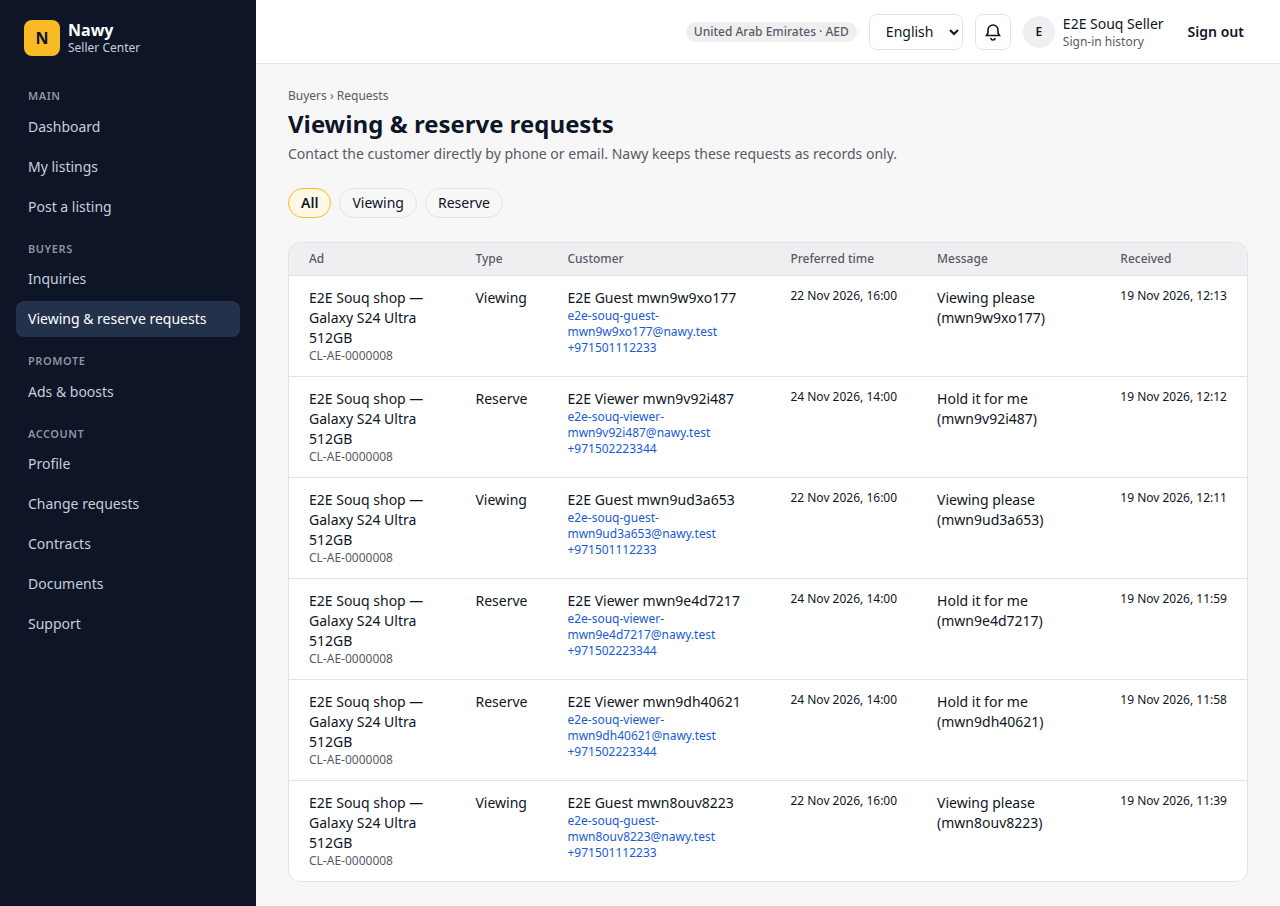 N
Nawy
Seller Center
MAIN
Dashboard
My listings
Post a listing
BUYERS
Inquiries
Viewing & reserve requests
PROMOTE
Ads & boosts
ACCOUNT
Profile
Change requests
Contracts
Documents
Support
United Arab Emirates · AED
English
E
E2E Souq Seller
Sign-in history
Sign out
Buyers › Requests
Viewing & reserve requests
Contact the customer directly by phone or email. Nawy keeps these requests as records only.
All
Viewing
Reserve
Ad Type Customer Preferred time Message Received
E2E Souq shop — Viewing E2E Guest mwn9w9xo177 22 Nov 2026, 16:00 Viewing please 19 Nov 2026, 12:13
Galaxy S24 Ultra e2e-souq-guest- (mwn9w9xo177)
512GB mwn9w9xo177@nawy.test
CL-AE-0000008 +971501112233
E2E Souq shop — Reserve E2E Viewer mwn9v92i487 24 Nov 2026, 14:00 Hold it for me 19 Nov 2026, 12:12
Galaxy S24 Ultra e2e-souq-viewer- (mwn9v92i487)
512GB mwn9v92i487@nawy.test
CL-AE-0000008 +971502223344
E2E Souq shop — Viewing E2E Guest mwn9ud3a653 22 Nov 2026, 16:00 Viewing please 19 Nov 2026, 12:11
Galaxy S24 Ultra e2e-souq-guest- (mwn9ud3a653)
512GB mwn9ud3a653@nawy.test
CL-AE-0000008 +971501112233
E2E Souq shop — Reserve E2E Viewer mwn9e4d7217 24 Nov 2026, 14:00 Hold it for me 19 Nov 2026, 11:59
Galaxy S24 Ultra e2e-souq-viewer- (mwn9e4d7217)
512GB mwn9e4d7217@nawy.test
CL-AE-0000008 +971502223344
E2E Souq shop — Reserve E2E Viewer mwn9dh40621 24 Nov 2026, 14:00 Hold it for me 19 Nov 2026, 11:58
Galaxy S24 Ultra e2e-souq-viewer- (mwn9dh40621)
512GB mwn9dh40621@nawy.test
CL-AE-0000008 +971502223344
E2E Souq shop — Viewing E2E Guest mwn8ouv8223 22 Nov 2026, 16:00 Viewing please 19 Nov 2026, 11:39
Galaxy S24 Ultra e2e-souq-guest- (mwn8ouv8223)
512GB mwn8ouv8223@nawy.test
CL-AE-0000008 +971501112233